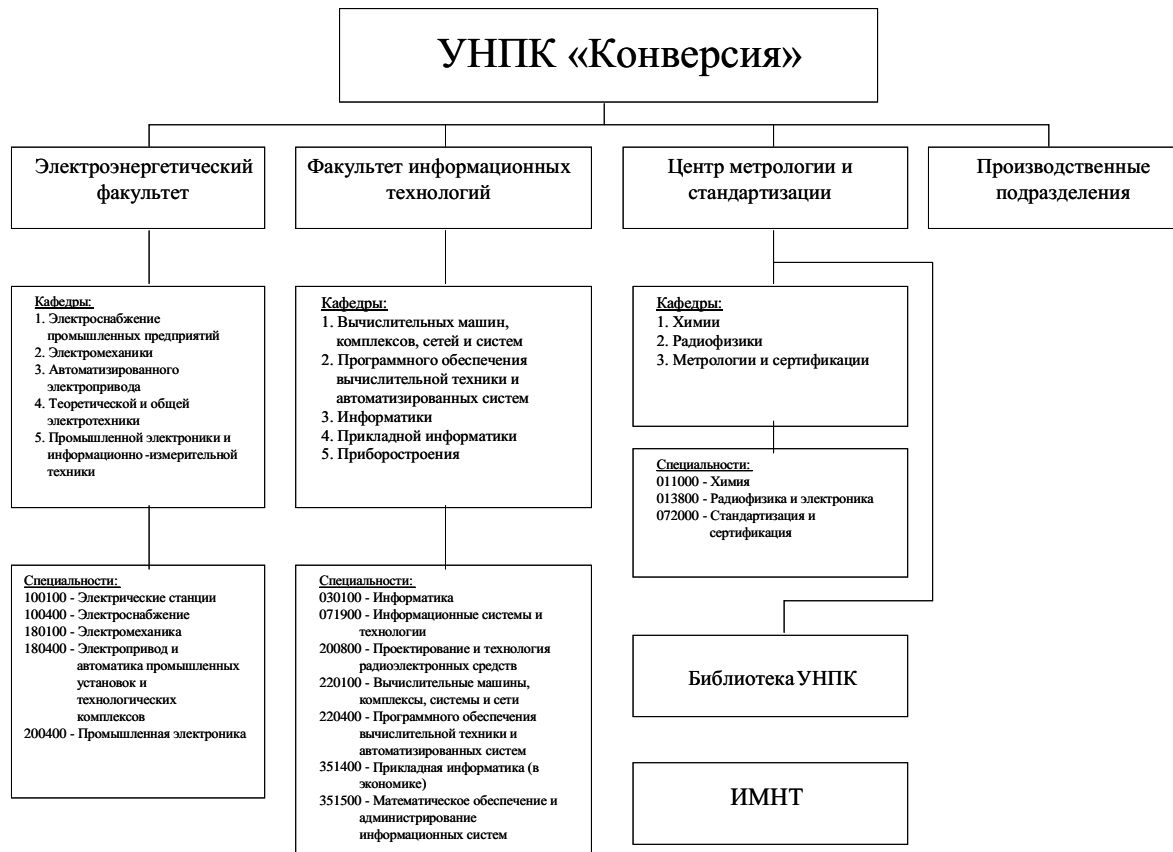 УНПК «Конверсия»
Электроэнергетический
факультет
Факультет информационных
технологий
Центр метрологии и
стандартизации
Производственные
подразделения
Кафедры:
1. Электроснабжение
промышленных предприятий
2. Электромеханики
3. Автоматизированного
электропривода
4. Теоретической и общей
электротехники
5. Промышленной электроники и
информационно -измерительной
техники
Кафедры:
1. Вычислительных машин,
комплексов, сетей и систем
2. Программного обеспечения
вычислительной техники и
автоматизированных систем
3. Информатики
4. Прикладной информатики
5. Приборостроения
Кафедры:
1. Химии
2. Радиофизики
3. Метрологии и сертификации
Специальности:
011000 - Химия
013800 - Радиофизика и электроника
072000 - Стандартизация и
сертификация
Специальности:
100100 - Электрические станции
100400 - Электроснабжение
180100 - Электромеханика
180400 - Электропривод и
автоматика промышленных
установок и
технологических
комплексов
200400 - Промышленная электроника
Специальности:
030100 - Информатика
071900 - Информационные системы и
технологии
200800 - Проектирование и технология
радиоэлектронных средств
220100 - Вычислительные машины,
комплексы, системы и сети
220400 - Программного обеспечения
вычислительной техники и
автоматизированных систем
351400 - Прикладная информатика (в
экономике)
351500 - Математическое обеспечение и
администрирование
информационных систем
Библиотека УНПК
ИМНТ